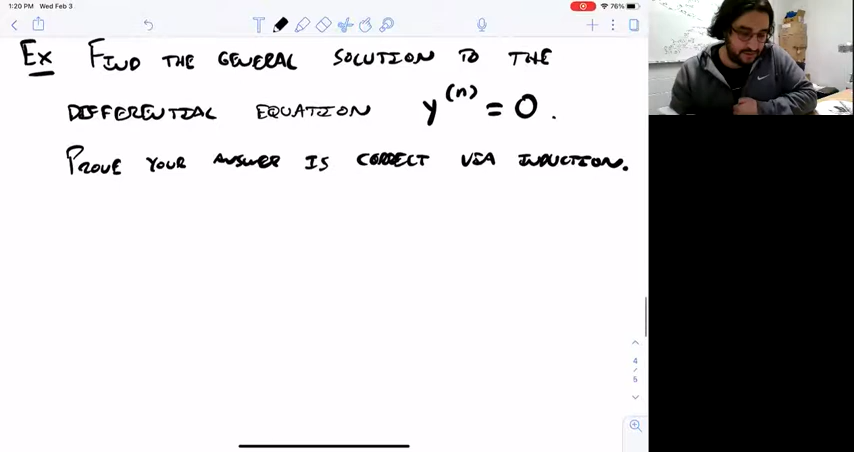 1:20 PM Wed Feb 3
76%
Ex FIND THE GENERAL SOLUTION TO THE
DIFFERENTIAL EQUATION y^(n) = 0.
PROVE YOUR ANSWER IS CORRECT VIA INDUCTION.
4
/
5